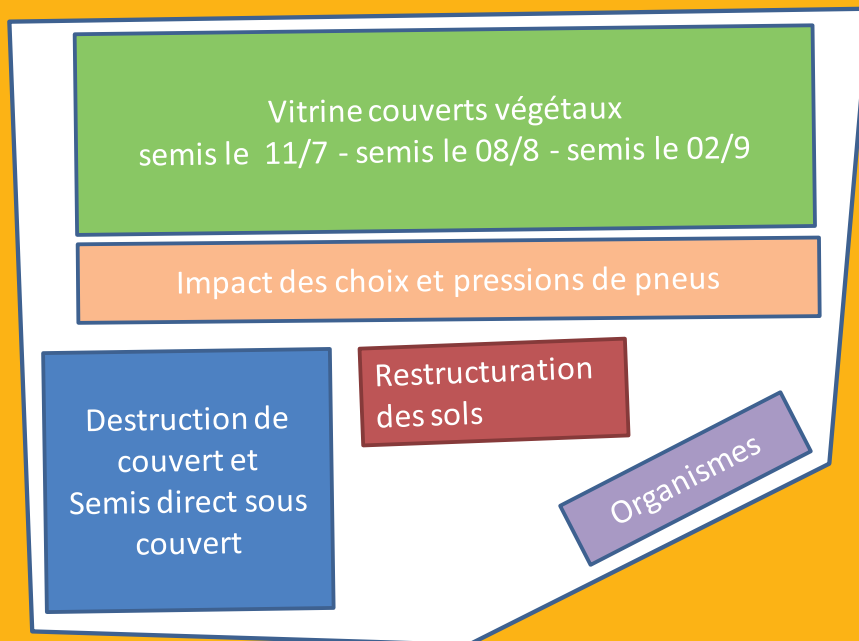 Vitrine couverts végétaux
semis le 11/7 - semis le 08/8 - semis le 02/9
Impact des choix et pressions de pneus
Destruction de
couvert et
Semis direct sous
couvert
Restructuration
des sols
Organismes